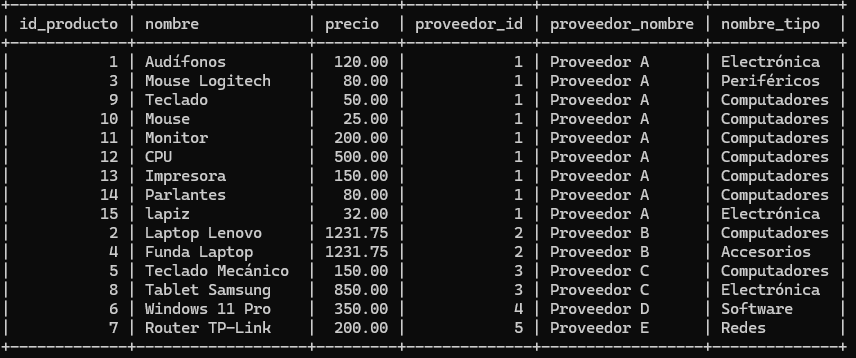 +-------------+------------------+---------+--------------+------------------+--------------+
| id_producto | nombre           | precio  | proveedor_id | proveedor_nombre | nombre_tipo  |
+-------------+------------------+---------+--------------+------------------+--------------+
|           1 | Audífonos        |  120.00 |            1 | Proveedor A      | Electrónica  |
|           3 | Mouse Logitech   |   80.00 |            1 | Proveedor A      | Periféricos  |
|           9 | Teclado          |   50.00 |            1 | Proveedor A      | Computadores |
|          10 | Mouse            |   25.00 |            1 | Proveedor A      | Computadores |
|          11 | Monitor          |  200.00 |            1 | Proveedor A      | Computadores |
|          12 | CPU              |  500.00 |            1 | Proveedor A      | Computadores |
|          13 | Impresora        |  150.00 |            1 | Proveedor A      | Computadores |
|          14 | Parlantes        |   80.00 |            1 | Proveedor A      | Computadores |
|          15 | lapiz            |   32.00 |            1 | Proveedor A      | Electrónica  |
|           2 | Laptop Lenovo    | 1231.75 |            2 | Proveedor B      | Computadores |
|           4 | Funda Laptop     | 1231.75 |            2 | Proveedor B      | Accesorios   |
|           5 | Teclado Mecánico |  150.00 |            3 | Proveedor C      | Computadores |
|           8 | Tablet Samsung   |  850.00 |            3 | Proveedor C      | Electrónica  |
|           6 | Windows 11 Pro   |  350.00 |            4 | Proveedor D      | Software     |
|           7 | Router TP-Link   |  200.00 |            5 | Proveedor E      | Redes        |
+-------------+------------------+---------+--------------+------------------+--------------+